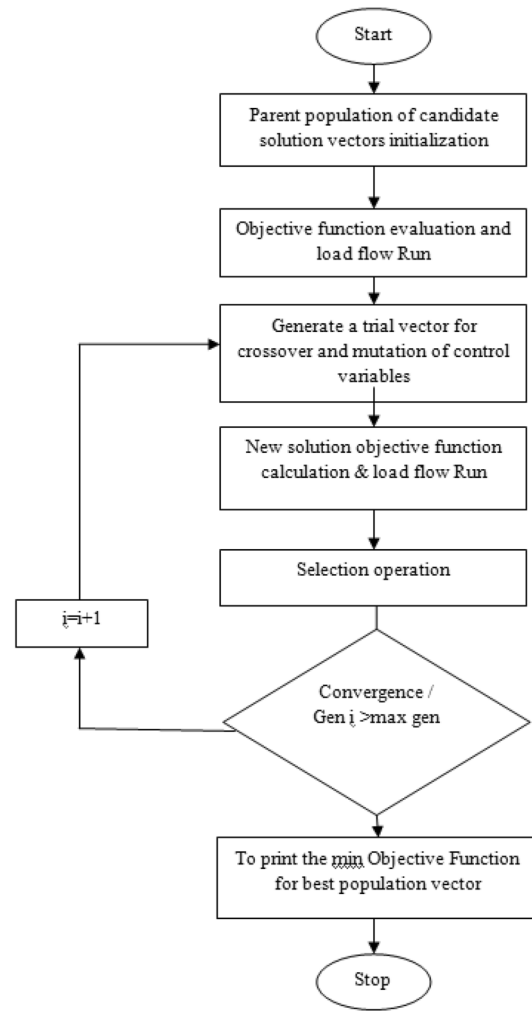 Start
Parent population of candidate
solution vectors initialization
Objective function evaluation and
load flow Run
Generate a trial vector for
crossover and mutation of control
variables
New solution objective function
calculation & load flow Run
Selection operation
i=i+1
Convergence /
Gen i >max gen
To print the min Objective Function
for best population vector
Stop